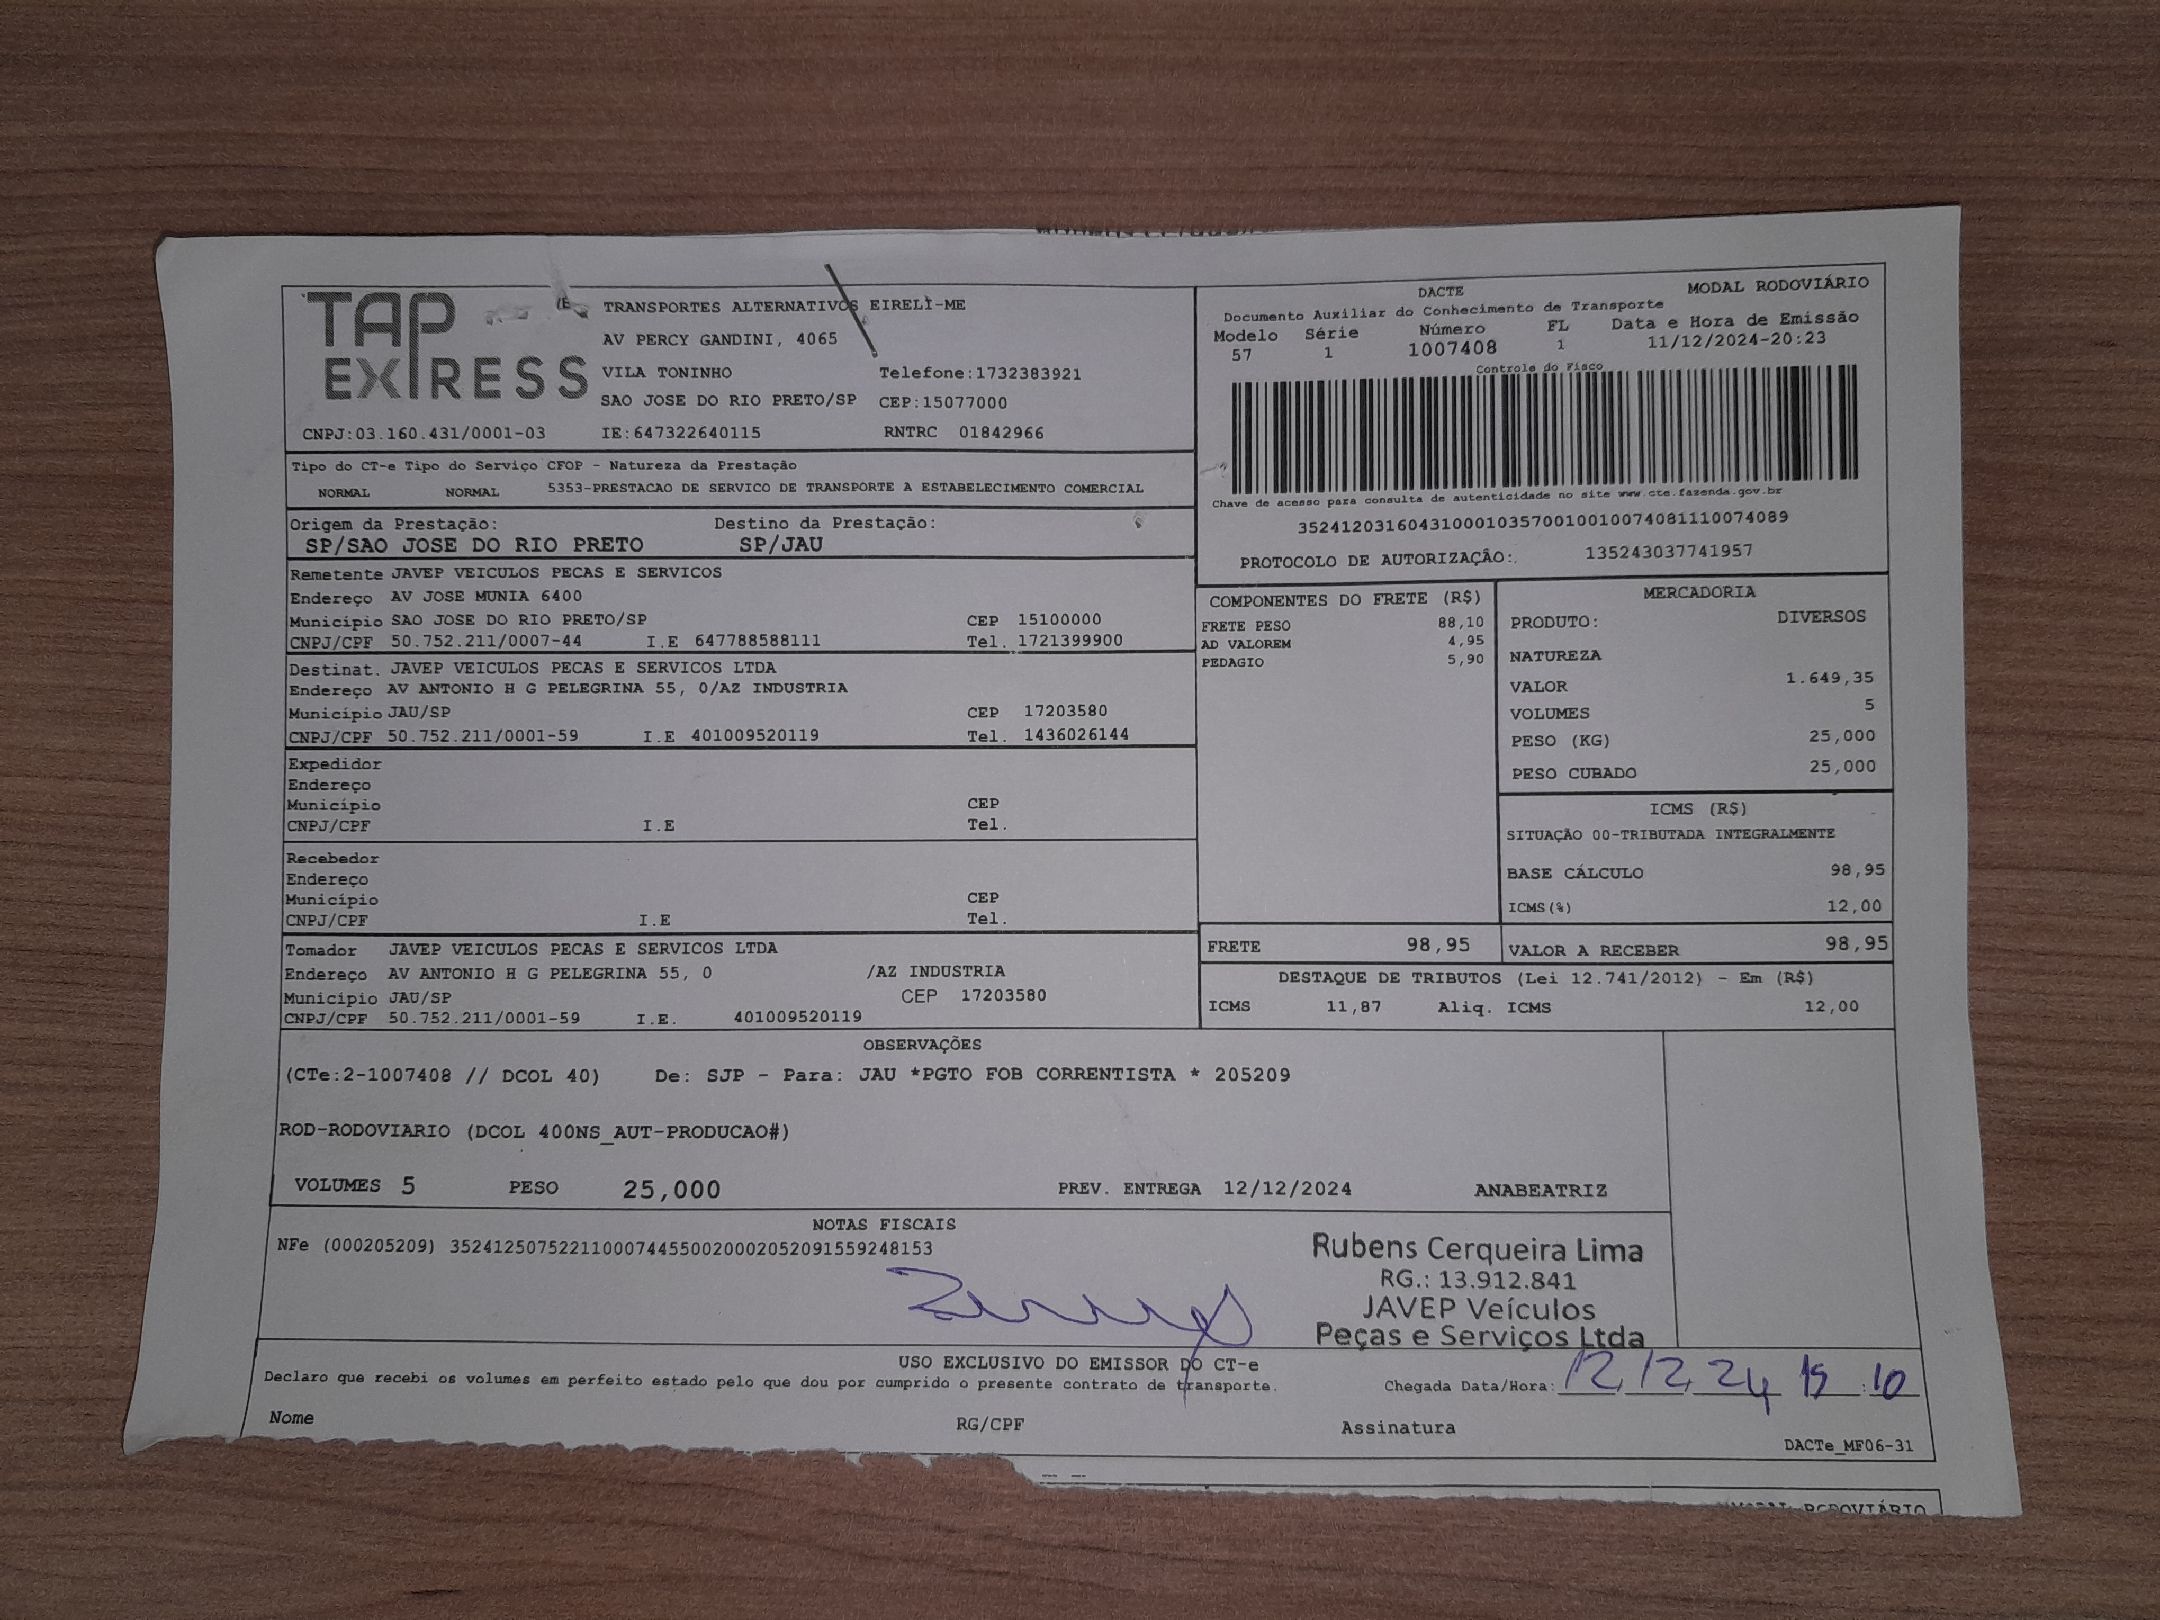 TAP EXPRESS
TRANSPORTES ALTERNATIVOS EIRELI-ME
AV PERCY GANDINI, 4065
VILA TONINHO Telefone:1732383921
SAO JOSE DO RIO PRETO/SP CEP:15077000
CNPJ:03.160.431/0001-03 IE:647322640115 RNTRC 01842966
DACTE MODAL RODOVIÁRIO
Documento Auxiliar do Conhecimento de Transporte
Modelo Série Número FL Data e Hora de Emissão
57 1 1007408 1 11/12/2024-20:23
Controle do Fisco
Chave de acesso para consulta de autenticidade no site www.cte.fazenda.gov.br
35241203160431000103570010010074081110074089
PROTOCOLO DE AUTORIZAÇÃO: 135243037741957
Tipo do CT-e Tipo do Serviço CFOP - Natureza da Prestação
NORMAL NORMAL 5353-PRESTACAO DE SERVICO DE TRANSPORTE A ESTABELECIMENTO COMERCIAL
Origem da Prestação: Destino da Prestação:
SP/SAO JOSE DO RIO PRETO SP/JAU
Remetente JAVEP VEICULOS PECAS E SERVICOS
Endereço AV JOSE MUNIA 6400
Município SAO JOSE DO RIO PRETO/SP CEP 15100000
CNPJ/CPF 50.752.211/0007-44 I.E 647788588111 Tel. 1721399900
Destinat. JAVEP VEICULOS PECAS E SERVICOS LTDA
Endereço AV ANTONIO H G PELEGRINA 55, 0/AZ INDUSTRIA
Município JAU/SP CEP 17203580
CNPJ/CPF 50.752.211/0001-59 I.E 401009520119 Tel. 1436026144
Expedidor
Endereço
Município CEP
CNPJ/CPF I.E Tel.
Recebedor
Endereço
Município CEP
CNPJ/CPF I.E Tel.
Tomador JAVEP VEICULOS PECAS E SERVICOS LTDA
Endereço AV ANTONIO H G PELEGRINA 55, 0 /AZ INDUSTRIA
Município JAU/SP CEP 17203580
CNPJ/CPF 50.752.211/0001-59 I.E. 401009520119
COMPONENTES DO FRETE (R$)
FRETE PESO 88,10
AD VALOREM 4,95
PEDAGIO 5,90
MERCADORIA
PRODUTO: DIVERSOS
NATUREZA
VALOR 1.649,35
VOLUMES 5
PESO (KG) 25,000
PESO CUBADO 25,000
ICMS (R$)
SITUAÇÃO 00-TRIBUTADA INTEGRALMENTE
BASE CÁLCULO 98,95
ICMS(%) 12,00
FRETE 98,95 VALOR A RECEBER 98,95
DESTAQUE DE TRIBUTOS (Lei 12.741/2012) - Em (R$)
ICMS 11,87 Aliq. ICMS 12,00
OBSERVAÇÕES
(CTe:2-1007408 // DCOL 40) De: SJP - Para: JAU *PGTO FOB CORRENTISTA * 205209
ROD-RODOVIARIO (DCOL 400NS_AUT-PRODUCAO#)
VOLUMES 5 PESO 25,000 PREV. ENTREGA 12/12/2024 ANABEATRIZ
NOTAS FISCAIS
NFe (000205209) 35241250752211000744550020002052091559248153
Rubens Cerqueira Lima
RG.: 13.912.841
JAVEP Veículos
Peças e Serviços Ltda
USO EXCLUSIVO DO EMISSOR DO CT-e
Declaro que recebi os volumes em perfeito estado pelo que dou por cumprido o presente contrato de transporte. Chegada Data/Hora: 12 12 24 15:10
Nome RG/CPF Assinatura
DACTe_MF06-31
RODOVIÁRIO